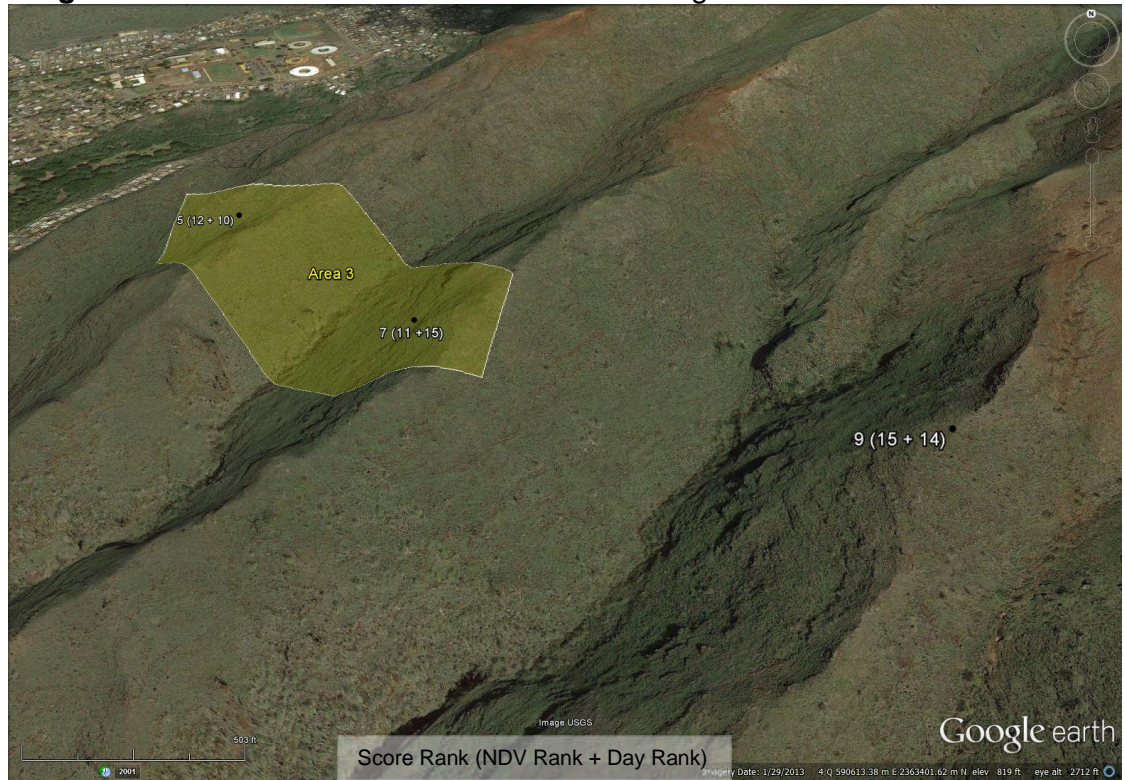 N
5 (12 + 10)
Area 3
7 (11 +15)
9 (15 + 14)
Image USGS
Google earth
503 ft
Score Rank (NDV Rank + Day Rank)
2001
Imagery Date: 1/29/2013 4 Q 590613.38 m E 2363401.62 m N elev 819 ft eye alt 2712 ft